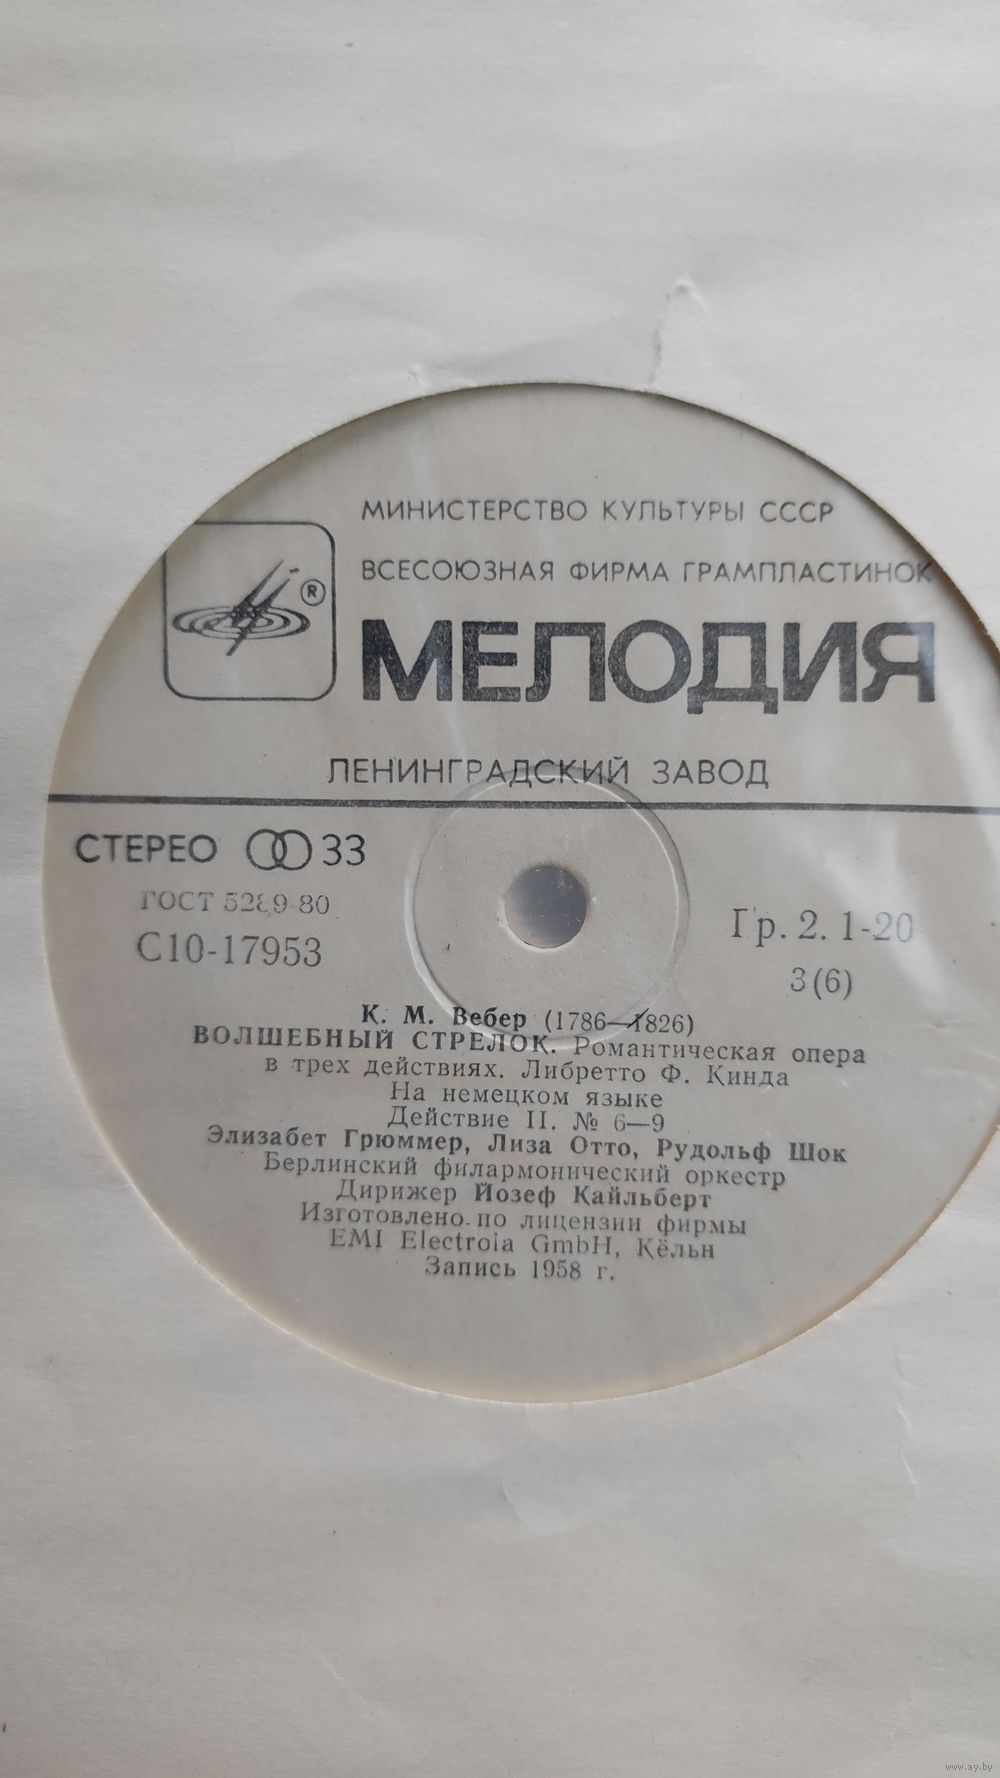 МИНИСТЕРСТВО КУЛЬТУРЫ СССР
ВСЕСОЮЗНАЯ ФИРМА ГРАМПЛАСТИНОК
®
МЕЛОДИЯ
ЛЕНИНГРАДСКИЙ ЗАВОД
СТЕРЕО 33
ГОСТ 5289-80
С10-17953
Гр. 2. 1-20
3(6)
К. М. Вебер (1786—1826)
ВОЛШЕБНЫЙ СТРЕЛОК. Романтическая опера
в трех действиях. Либретто Ф. Кинда
На немецком языке
Действие II. № 6—9
Элизабет Грюммер, Лиза Отто, Рудольф Шок
Берлинский филармонический оркестр
Дирижер Йозеф Кайльберт
Изготовлено по лицензии фирмы
EMI Electrola GmbH, Кёльн
Запись 1958 г.
www.ay.by